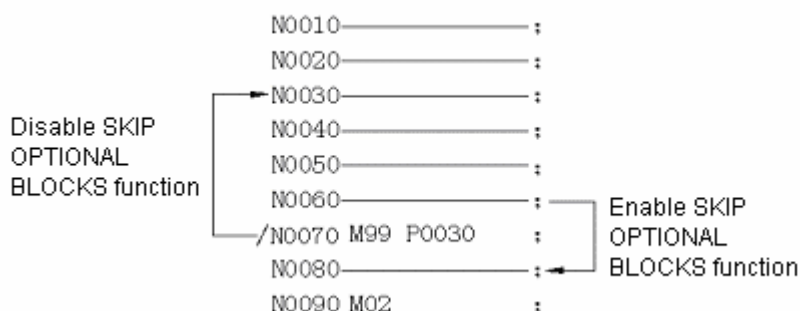 N0010 ;
N0020 ;
N0030 ;
N0040 ;
N0050 ;
N0060 ;
/N0070 M99 P0030 ;
N0080 ;
N0090 M02 ;
Disable SKIP
OPTIONAL
BLOCKS function
Enable SKIP
OPTIONAL
BLOCKS function